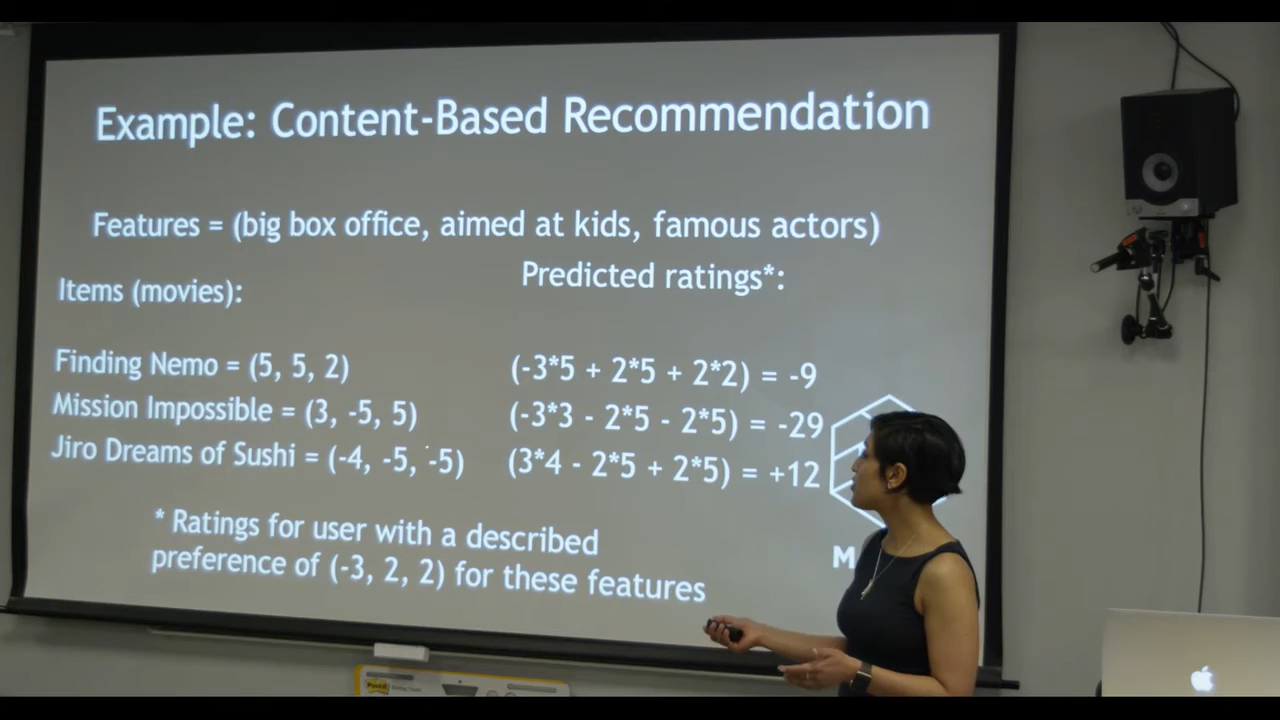 Example: Content-Based Recommendation
Features = (big box office, aimed at kids, famous actors)
Items (movies):
Predicted ratings*:
Finding Nemo = (5, 5, 2)
(-3*5 + 2*5 + 2*2) = -9
Mission Impossible = (3, -5, 5)
(-3*3 - 2*5 - 2*5) = -29
Jiro Dreams of Sushi = (-4, -5, -5)
(3*4 - 2*5 + 2*5) = +12
* Ratings for user with a described
preference of (-3, 2, 2) for these features
M
Post-it